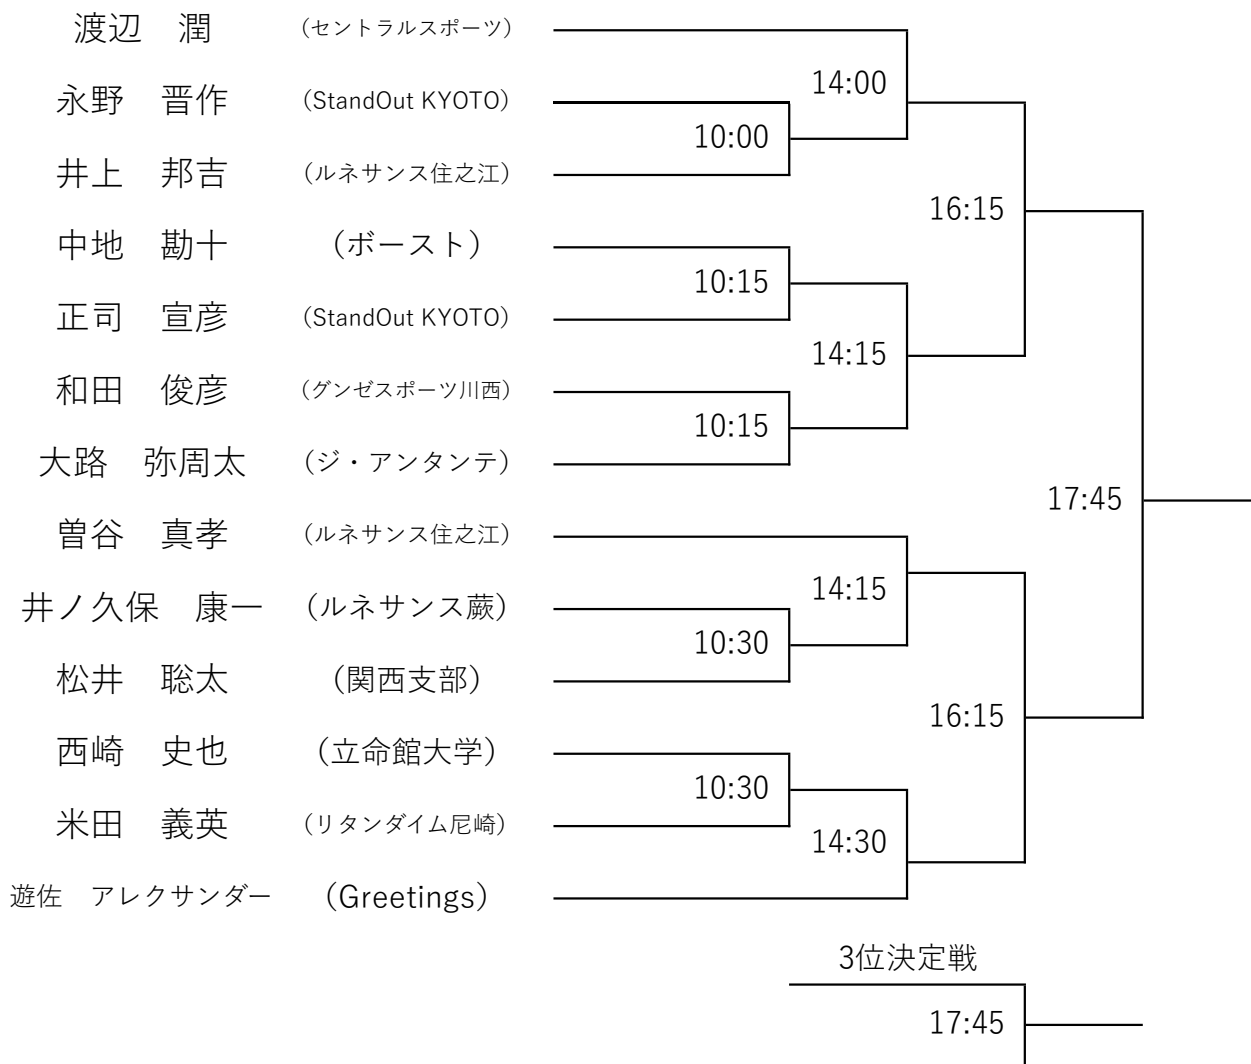 渡辺　潤　（セントラルスポーツ）
14:00
永野　晋作　（StandOut KYOTO）
10:00
井上　邦吉　（ルネサンス住之江）
16:15
中地　勘十　（ボースト）
10:15
正司　宣彦　（StandOut KYOTO）
14:15
和田　俊彦　（グンゼスポーツ川西）
10:15
大路　弥周太　（ジ・アンタンテ）
17:45
曽谷　真孝　（ルネサンス住之江）
14:15
井ノ久保　康一　（ルネサンス蕨）
10:30
松井　聡太　（関西支部）
16:15
西崎　史也　（立命館大学）
10:30
米田　義英　（リタンダイム尼崎）
14:30
遊佐　アレクサンダー　（Greetings）
3位決定戦
17:45